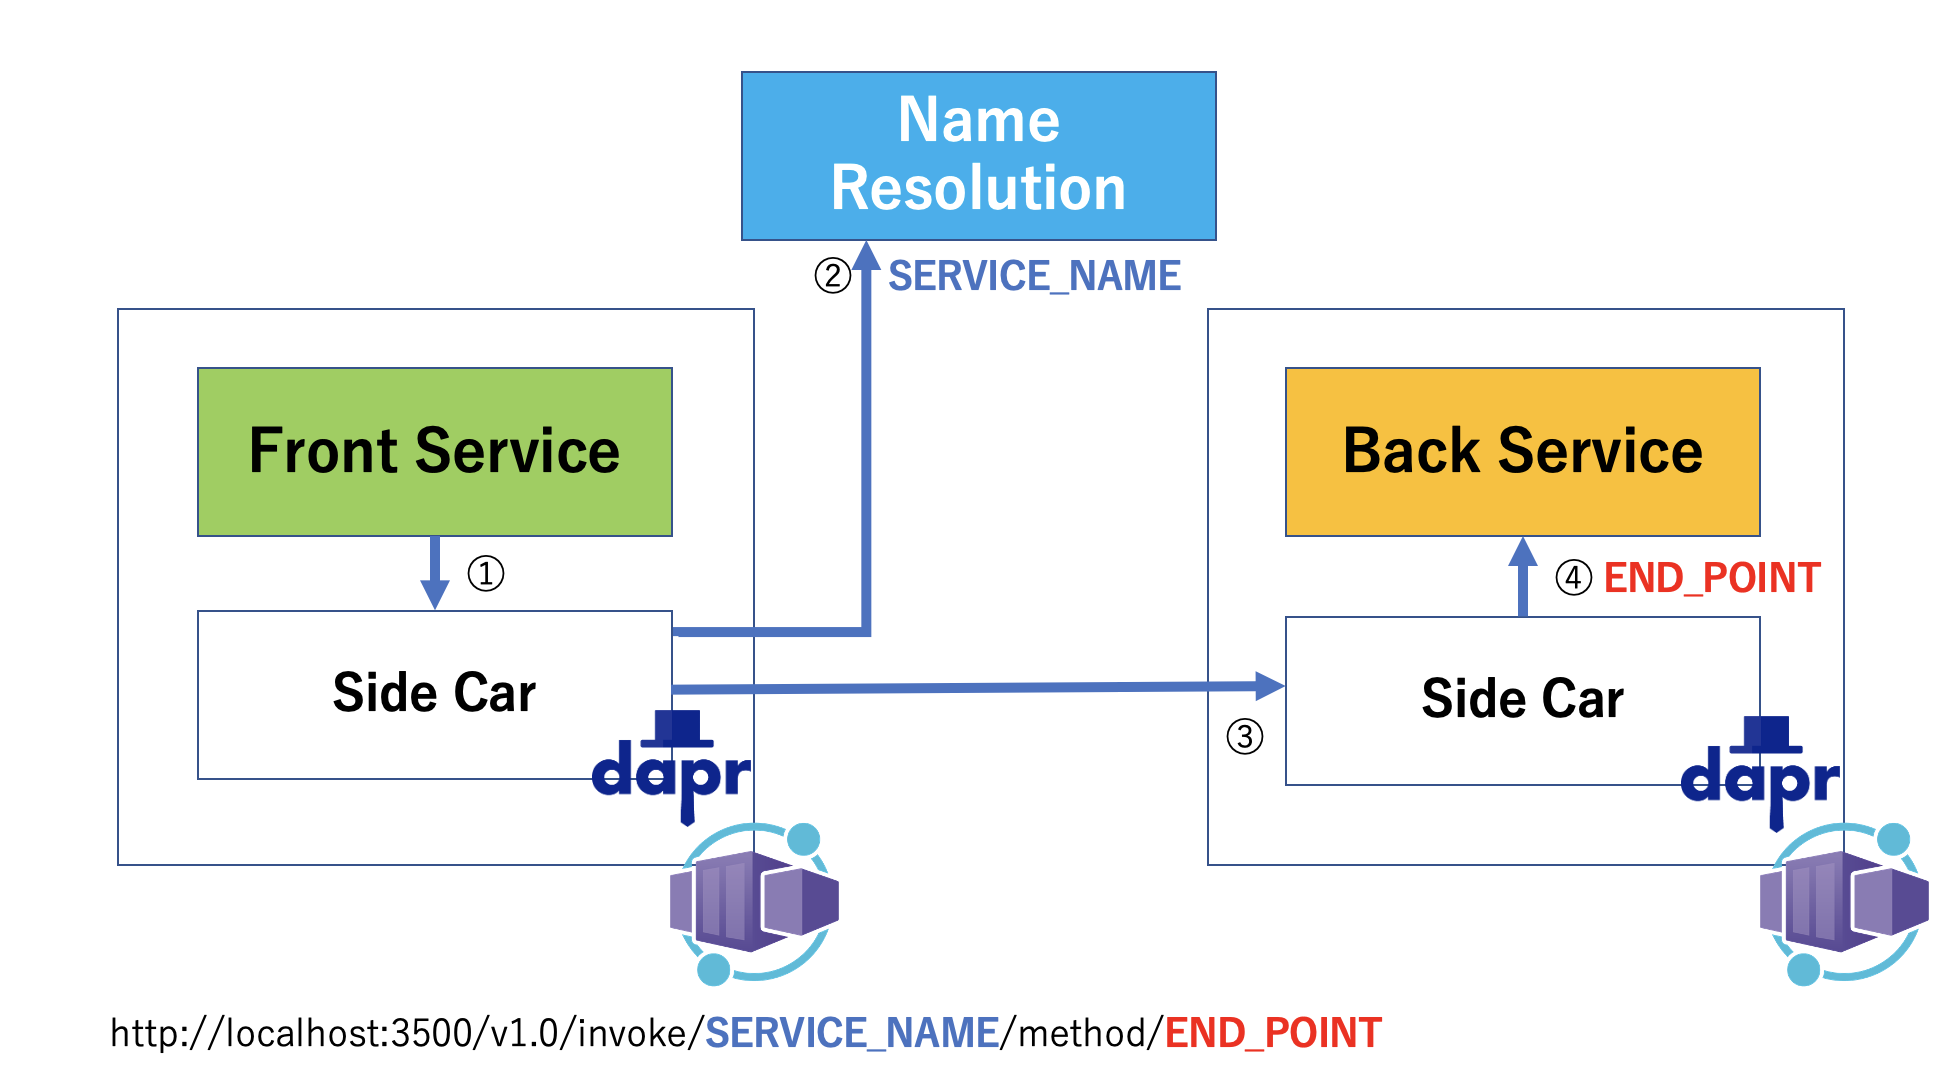 Name
Resolution
② SERVICE_NAME
Front Service
Back Service
①
④ END_POINT
Side Car
Side Car
③
dapr
dapr
http://localhost:3500/v1.0/invoke/SERVICE_NAME/method/END_POINT